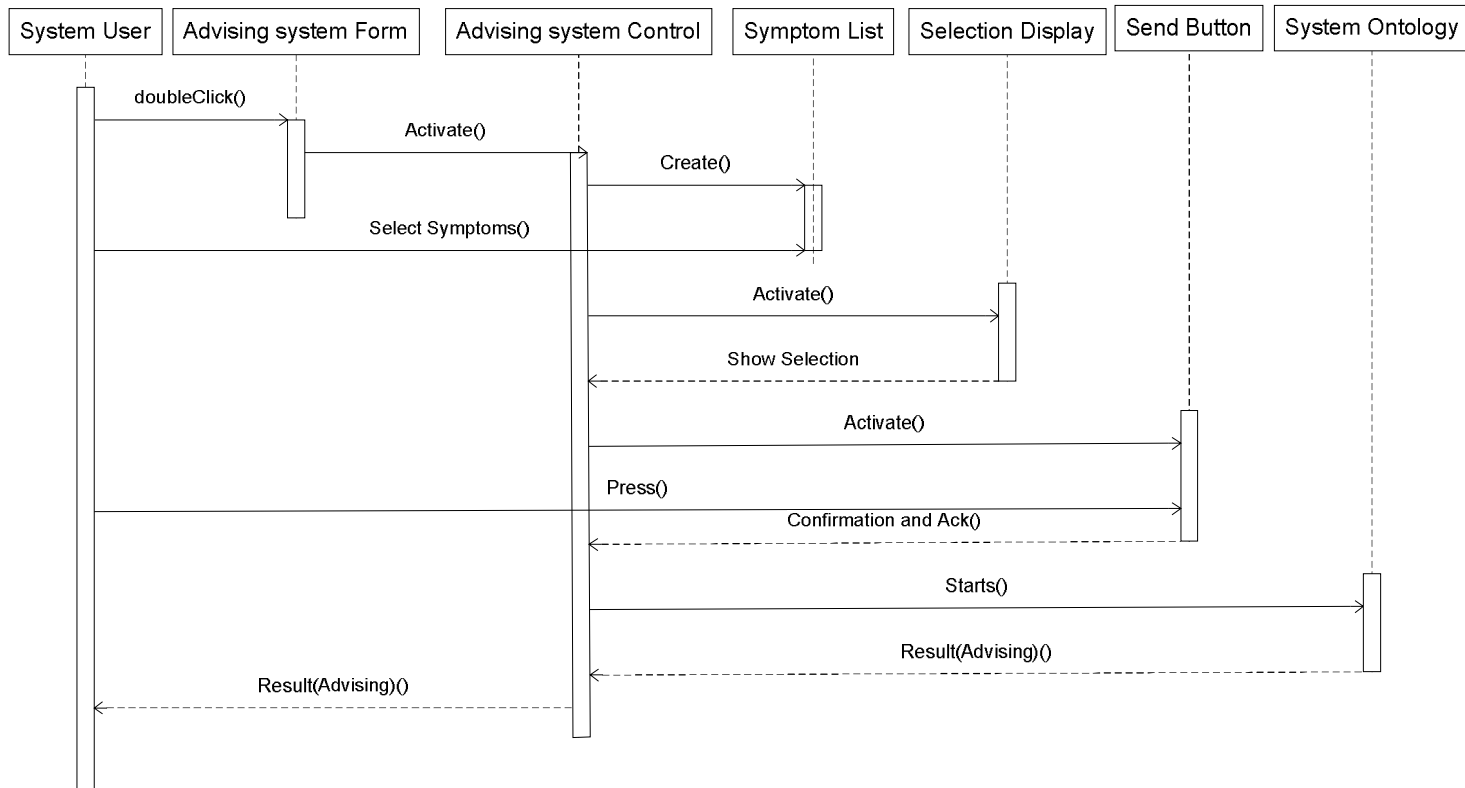 System User
Advising system Form
Advising system Control
Symptom List
Selection Display
Send Button
System Ontology
doubleClick()
Activate()
Create()
Select Symptoms()
Activate()
Show Selection
Activate()
Press()
Confirmation and Ack()
Starts()
Result(Advising)()
Result(Advising)()